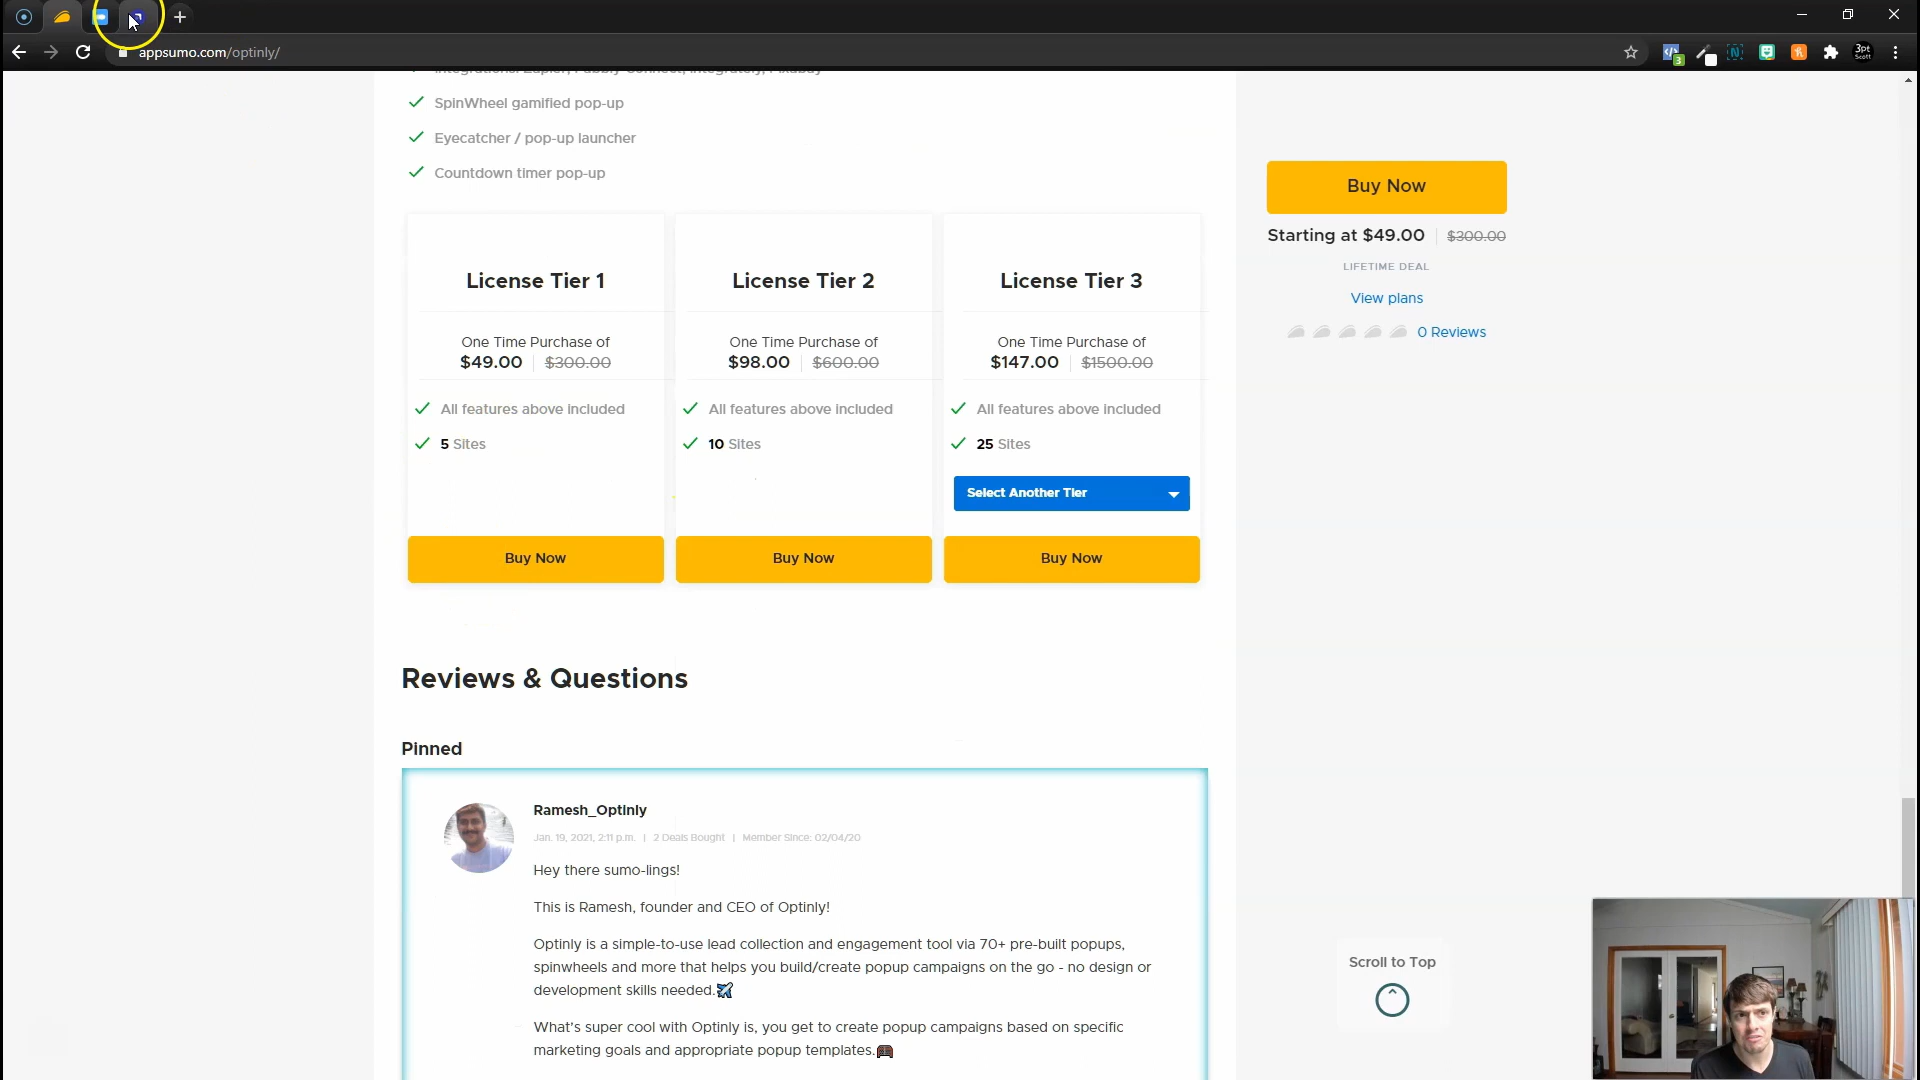 appsumo.com/optinly/
3
3pt
Scott
Integrations: Zapier, Pabbly Connect, Integrately, Pixabay
SpinWheel gamified pop-up
Eyecatcher / pop-up launcher
Countdown timer pop-up
License Tier 1
One Time Purchase of
$49.00 $300.00
All features above included
5 Sites
Buy Now
License Tier 2
One Time Purchase of
$98.00 $600.00
All features above included
10 Sites
Buy Now
License Tier 3
One Time Purchase of
$147.00 $1500.00
All features above included
25 Sites
Select Another Tier
Buy Now
Buy Now
Starting at $49.00 $300.00
LIFETIME DEAL
View plans
0 Reviews
Reviews & Questions
Pinned
Ramesh_Optinly
Jan. 19, 2021, 2:11 p.m. | 2 Deals Bought | Member Since: 02/04/20
Hey there sumo-lings!
This is Ramesh, founder and CEO of Optinly!
Optinly is a simple-to-use lead collection and engagement tool via 70+ pre-built popups,
spinwheels and more that helps you build/create popup campaigns on the go - no design or
development skills needed.
What's super cool with Optinly is, you get to create popup campaigns based on specific
marketing goals and appropriate popup templates.
Scroll to Top